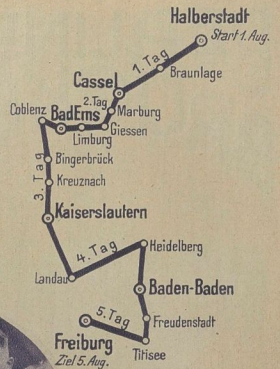 Halberstadt
Start 1. Aug.
1. Tag
Braunlage
Cassel
2. Tag
Marburg
Coblenz
Bad Ems
Giessen
Limburg
Bingerbrück
3. Tag
Kreuznach
Kaiserslautern
4. Tag
Heidelberg
Landau
Baden-Baden
5. Tag
Freudenstadt
Freiburg
Titisee
Ziel 5. Aug.